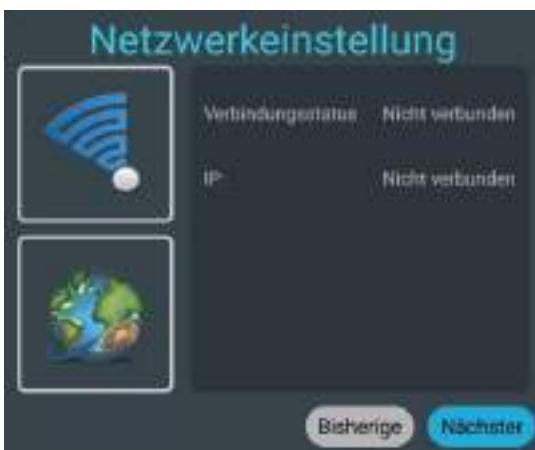 Netzwerkeinstellung
Verbindungsstatus Nicht verbunden
IP Nicht verbunden
Bisherige Nächster